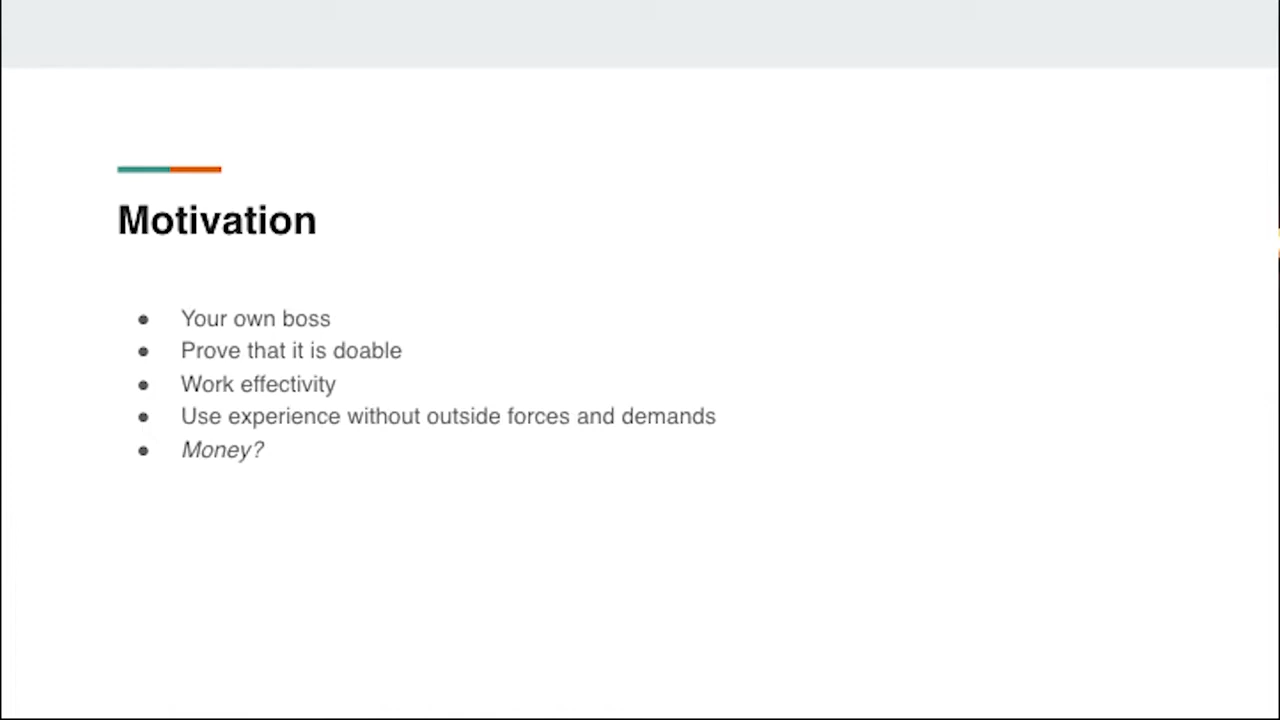 Motivation
● Your own boss
● Prove that it is doable
● Work effectivity
● Use experience without outside forces and demands
● Money?